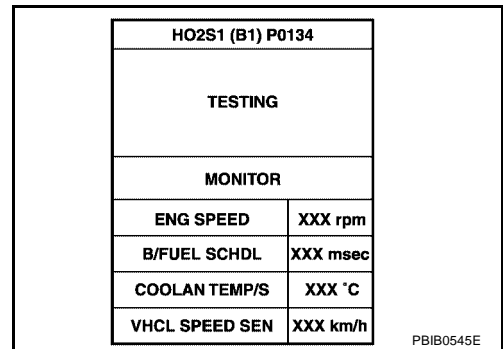 HO2S1 (B1) P0134
TESTING
MONITOR
ENG SPEED XXX rpm
B/FUEL SCHDL XXX msec
COOLAN TEMP/S XXX °C
VHCL SPEED SEN XXX km/h
PBIB0545E